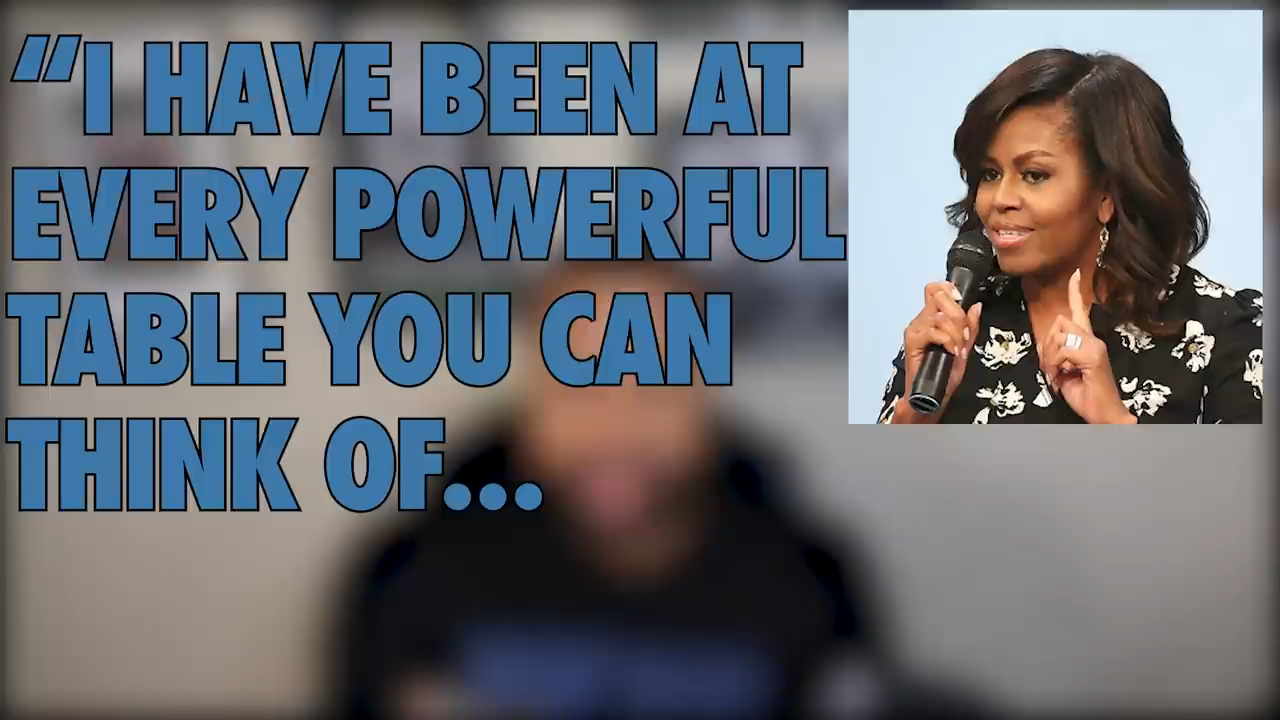 “I HAVE BEEN AT
EVERY POWERFUL
TABLE YOU CAN
THINK OF...